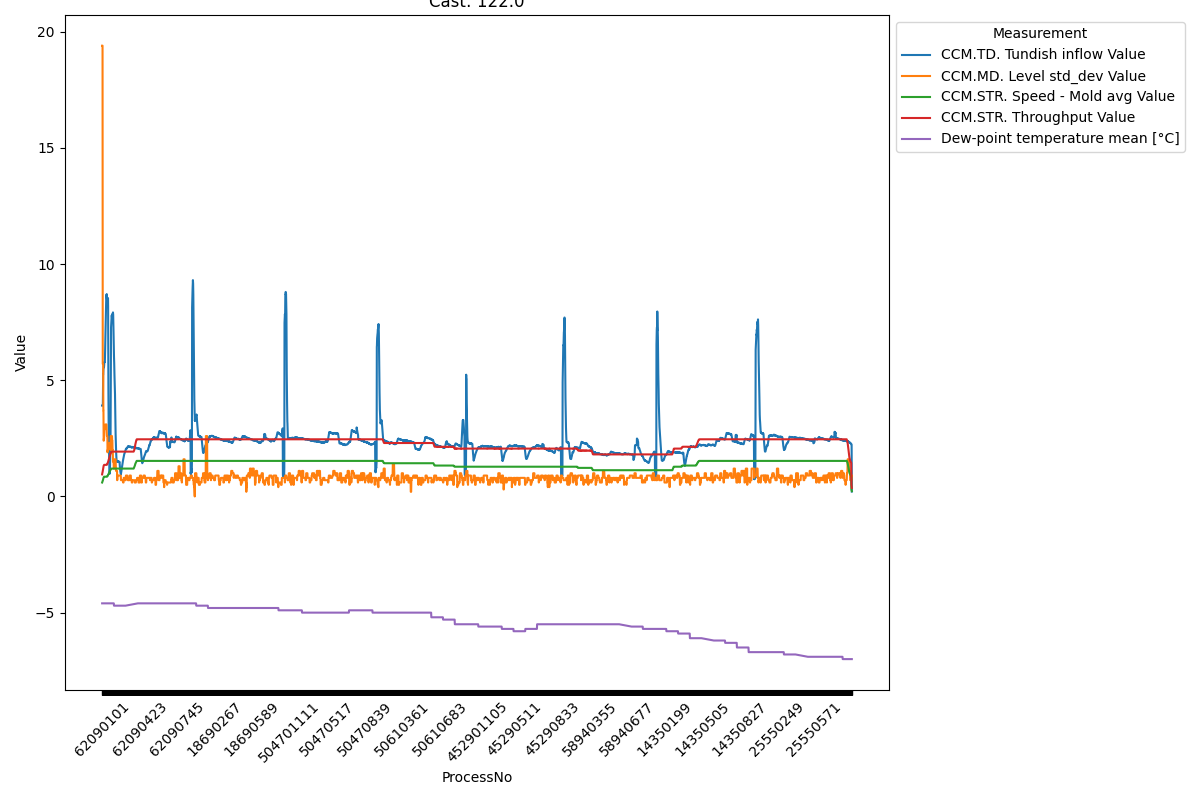 Cast: 122.0
20
15
10
5
0
−5
Value
62090101
62090423
62090745
18690267
18690589
504701111
50470517
50470839
50610361
50610683
452901105
45290511
45290833
58940355
58940677
14350199
14350505
14350827
25550249
25550571
ProcessNo
Measurement
CCM.TD. Tundish inflow Value
CCM.MD. Level std_dev Value
CCM.STR. Speed - Mold avg Value
CCM.STR. Throughput Value
Dew-point temperature mean [°C]